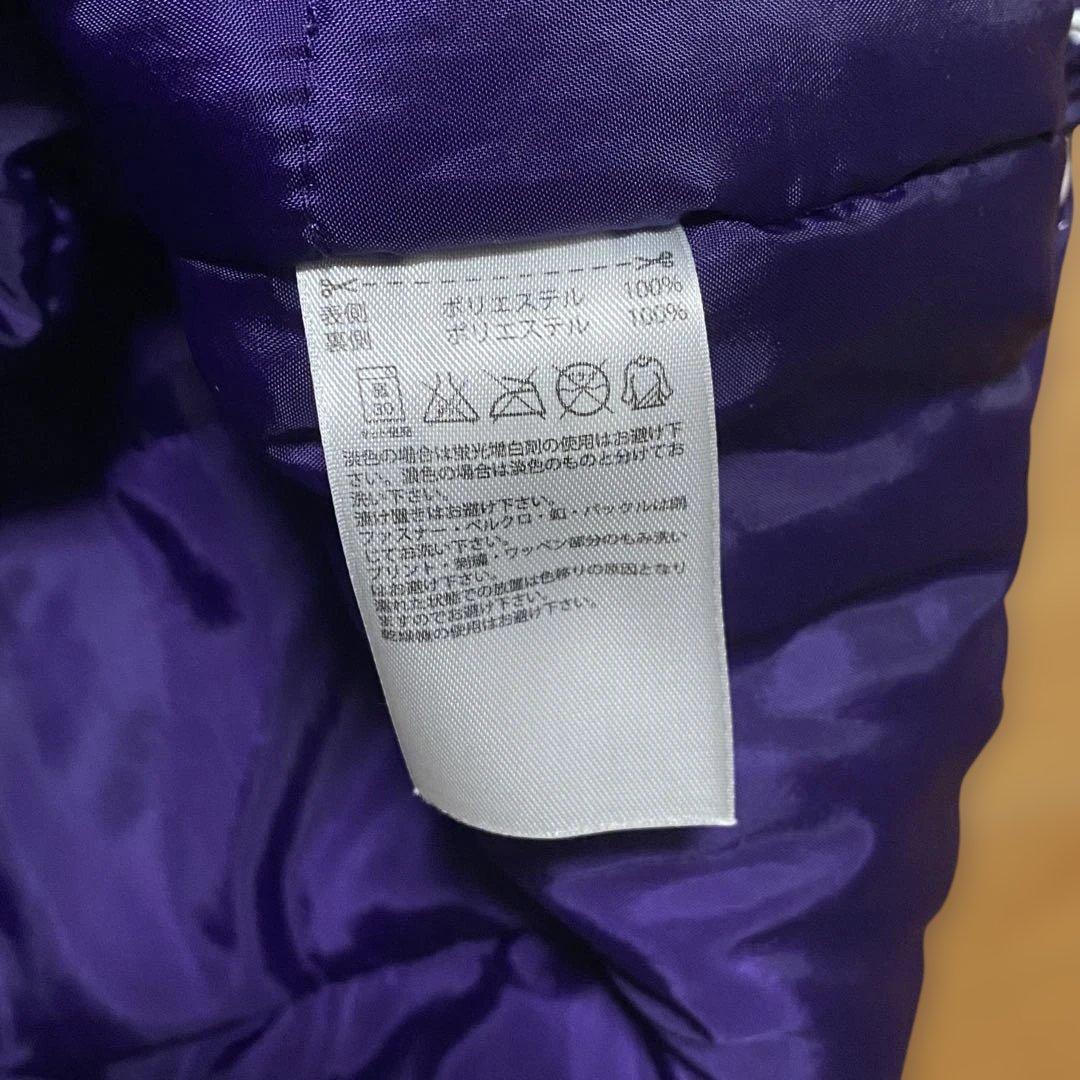 表側 ポリエステル 100%
裏側 ポリエステル 100%
弱
30
ネット使用
淡色の場合は蛍光増白剤の使用はお避け下
さい。濃色の場合は淡色のものと分けてお
洗い下さい。
漬け置きはお避け下さい。
ファスナー・ベルクロ・釦・バックルは閉
じてお洗い下さい。
プリント・刺繍・ワッペン部分のもみ洗い
はお避け下さい。
濡れた状態での放置は色移りの原因となり
ますのでお避け下さい。
乾燥機の使用はお避け下さい。